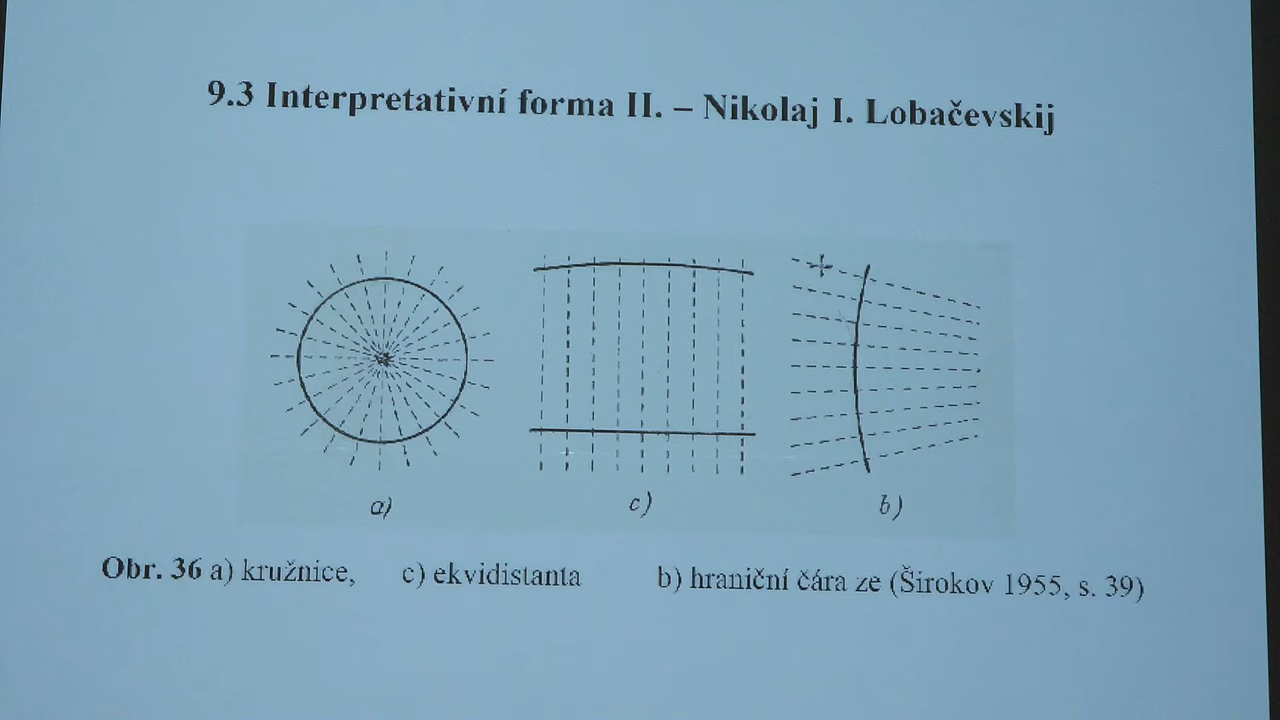 9.3 Interpretativní forma II. – Nikolaj I. Lobačevskij
a) c) b)
Obr. 36 a) kružnice, c) ekvidistanta b) hraniční čára ze (Širokov 1955, s. 39)